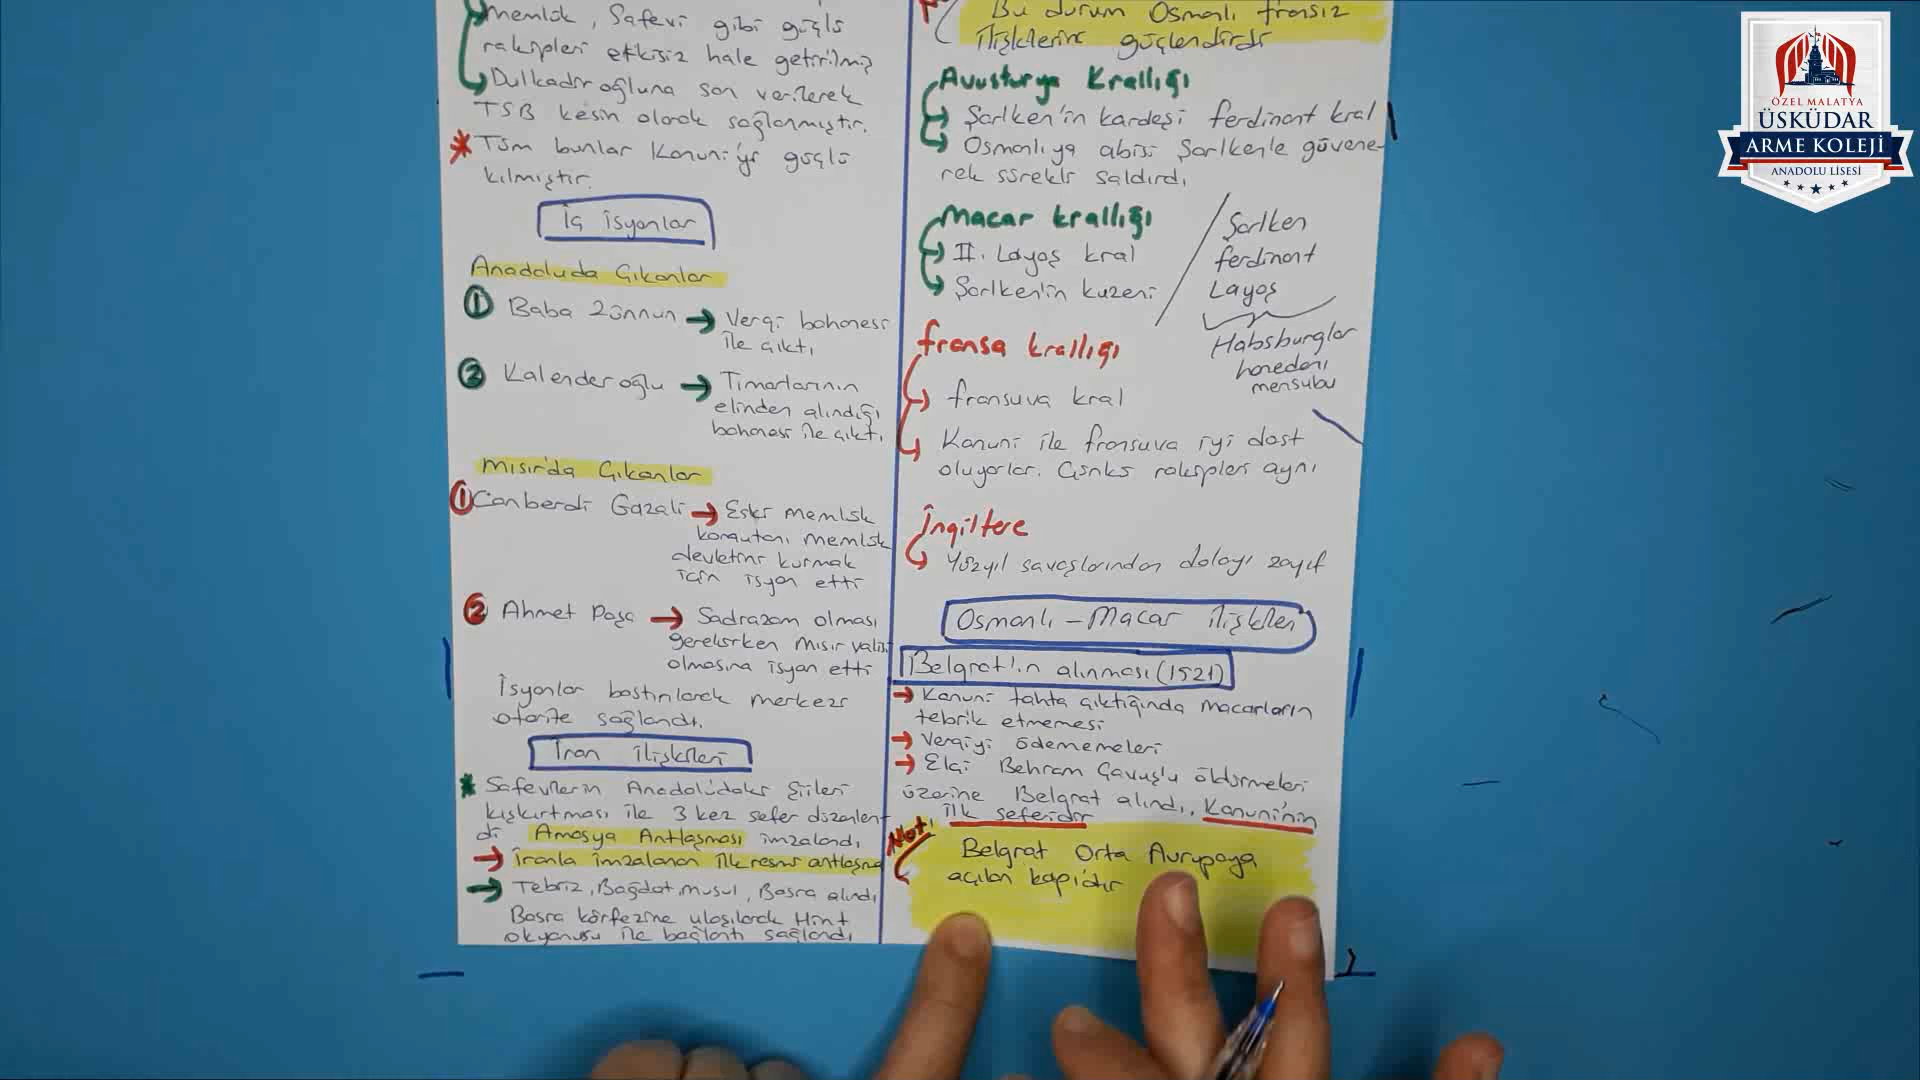 Memlük, Safevi gibi güçlü
rakipleri etkisiz hale getirilmiş
Dulkadiroğluna son verilerek
TSB kesin olarak sağlanmıştır.
* Tüm bunlar Kanuni'yi güçlü
kılmıştır.
İç İsyanlar
Anadoluda Çıkanlar
1 Baba Zünnun → Vergi bahanesi
ile çıktı
2 Kalenderoğlu → Timarlarının
elinden alındığı
bahanesi ile çıktı
Mısır'da Çıkanlar
1 Canberdi Gazali → Eski memlük
komutanı memlük
devletini kurmak
için isyan etti
2 Ahmet Paşa → Sadrazam olması
gerekirken Mısır valisi
olmasına isyan etti
İsyanlar bastırılarak merkezi
otorite sağlandı.
İran İlişkileri
* Safevilerin Anadolu'daki Şiileri
kışkırtması ile 3 kez sefer düzenlen-
di Amasya Antlaşması imzalandı
→ İranla imzalanan ilk resmi antlaşma
→ Tebriz, Bağdat, Musul, Basra alındı
Basra körfezine ulaşılarak Hint
okyanusu ile bağlantı sağlandı
Bu durum Osmanlı fransız
ilişkilerini güçlendirdi
Avusturya Krallığı
Şarlken'in kardeşi ferdinant kral
Osmanlıya abisi Şarlken'e güvene-
rek sürekli saldırdı
Macar krallığı
II. Layoş kral
Şarlken'in kuzeni
Şarlken
ferdinant
Layoş
Habsburglar
hanedanı
mensubu
fransa krallığı
fransuva kral
Kanuni ile fransuva iyi dost
oluyorlar. Çünkü rakipleri aynı
İngiltere
Yüzyıl savaşlarından dolayı zayıf
Osmanlı - Macar ilişkileri
Belgrat'ın alınması (1521)
→ Kanuni tahta çıktığında macarların
tebrik etmemesi
→ Vergiyi ödememeleri
→ Elçi Behram Çavuş'u öldürmeleri
üzerine Belgrat alındı. Kanuni'nin
ilk seferidir
Not:
Belgrat Orta Avrupaya
açılan kapıdır
ÖZEL MALATYA
ÜSKÜDAR
ARME KOLEJİ
ANADOLU LİSESİ